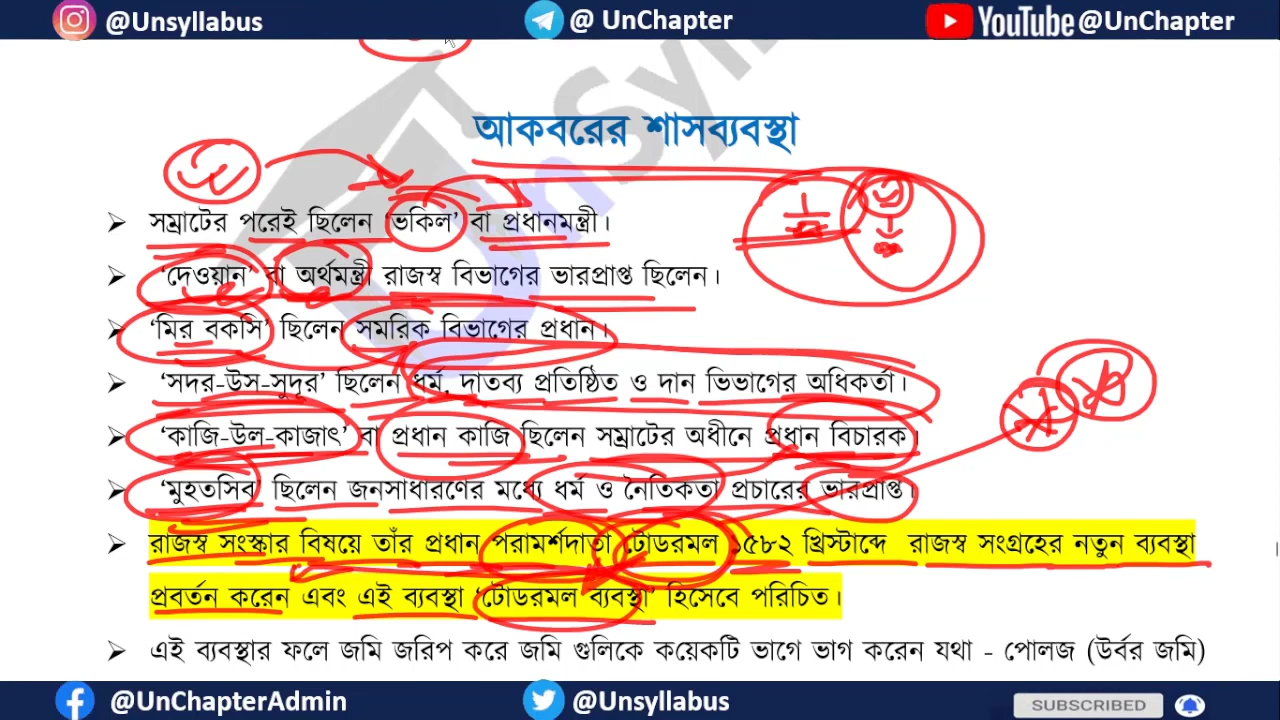 @Unsyllabus
@ UnChapter
YouTube @UnChapter
আকবরের শাসব্যবস্থা
➢ সম্রাটের পরেই ছিলেন ‘ভকিল’ বা প্রধানমন্ত্রী।
➢ ‘দেওয়ান’ বা অর্থমন্ত্রী রাজস্ব বিভাগের ভারপ্রাপ্ত ছিলেন।
➢ ‘মির বকসি’ ছিলেন সমরিক বিভাগের প্রধান।
➢ ‘সদর-উস-সুদূর’ ছিলেন ধর্ম, দাতব্য প্রতিষ্ঠিত ও দান ভিভাগের অধিকর্তা।
➢ ‘কাজি-উল-কাজাৎ’ বা প্রধান কাজি ছিলেন সম্রাটের অধীনে প্রধান বিচারক।
➢ ‘মুহতসিব’ ছিলেন জনসাধারণের মধ্যে ধর্ম ও নৈতিকতা প্রচারের ভারপ্রাপ্ত।
➢ রাজস্ব সংস্কার বিষয়ে তাঁর প্রধান পরামর্শদাতা টোডরমল ১৫৮২ খ্রিস্টাব্দে রাজস্ব সংগ্রহের নতুন ব্যবস্থা
প্রবর্তন করেন এবং এই ব্যবস্থা ‘টোডরমল ব্যবস্থা’ হিসেবে পরিচিত।
➢ এই ব্যবস্থার ফলে জমি জরিপ করে জমি গুলিকে কয়েকটি ভাগে ভাগ করেন যথা - পোলজ (উর্বর জমি)
@UnChapterAdmin
@Unsyllabus
SUBSCRIBED